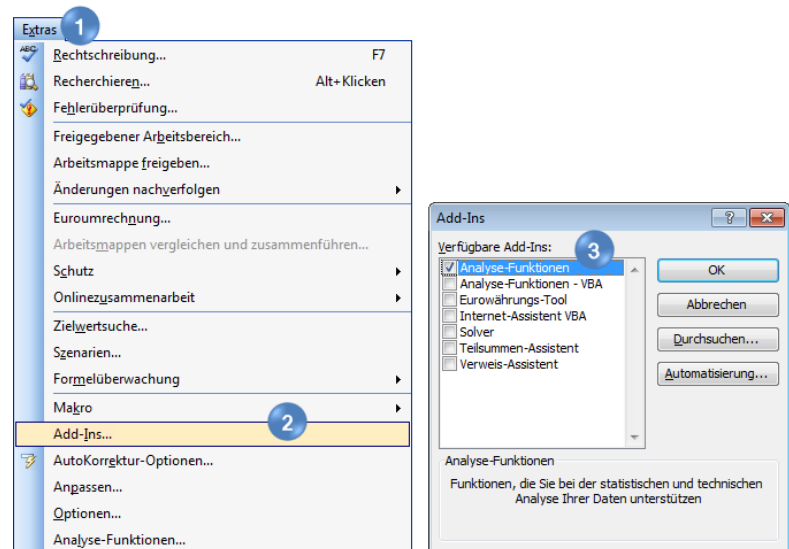 Extras
1
ABC
Rechtschreibung... F7
Recherchieren... Alt+Klicken
Fehlerüberprüfung...
Freigegebener Arbeitsbereich...
Arbeitsmappe freigeben...
Änderungen nachverfolgen
Euroumrechnung...
Arbeitsmappen vergleichen und zusammenführen...
Schutz
Onlinezusammenarbeit
Zielwertsuche...
Szenarien...
Formelüberwachung
Makro
Add-Ins...
2
AutoKorrektur-Optionen...
Anpassen...
Optionen...
Analyse-Funktionen...
Add-Ins
?
Verfügbare Add-Ins:
3
Analyse-Funktionen
Analyse-Funktionen - VBA
Eurowährungs-Tool
Internet-Assistent VBA
Solver
Teilsummen-Assistent
Verweis-Assistent
OK
Abbrechen
Durchsuchen...
Automatisierung...
Analyse-Funktionen
Funktionen, die Sie bei der statistischen und technischen
Analyse Ihrer Daten unterstützen